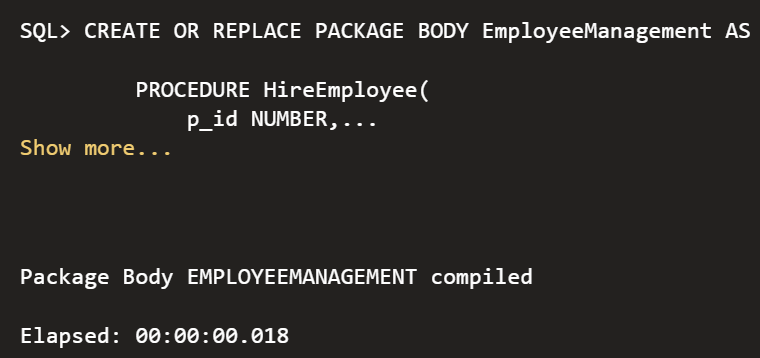 SQL> CREATE OR REPLACE PACKAGE BODY EmployeeManagement AS
PROCEDURE HireEmployee(
p_id NUMBER,...
Show more...
Package Body EMPLOYEEMANAGEMENT compiled
Elapsed: 00:00:00.018